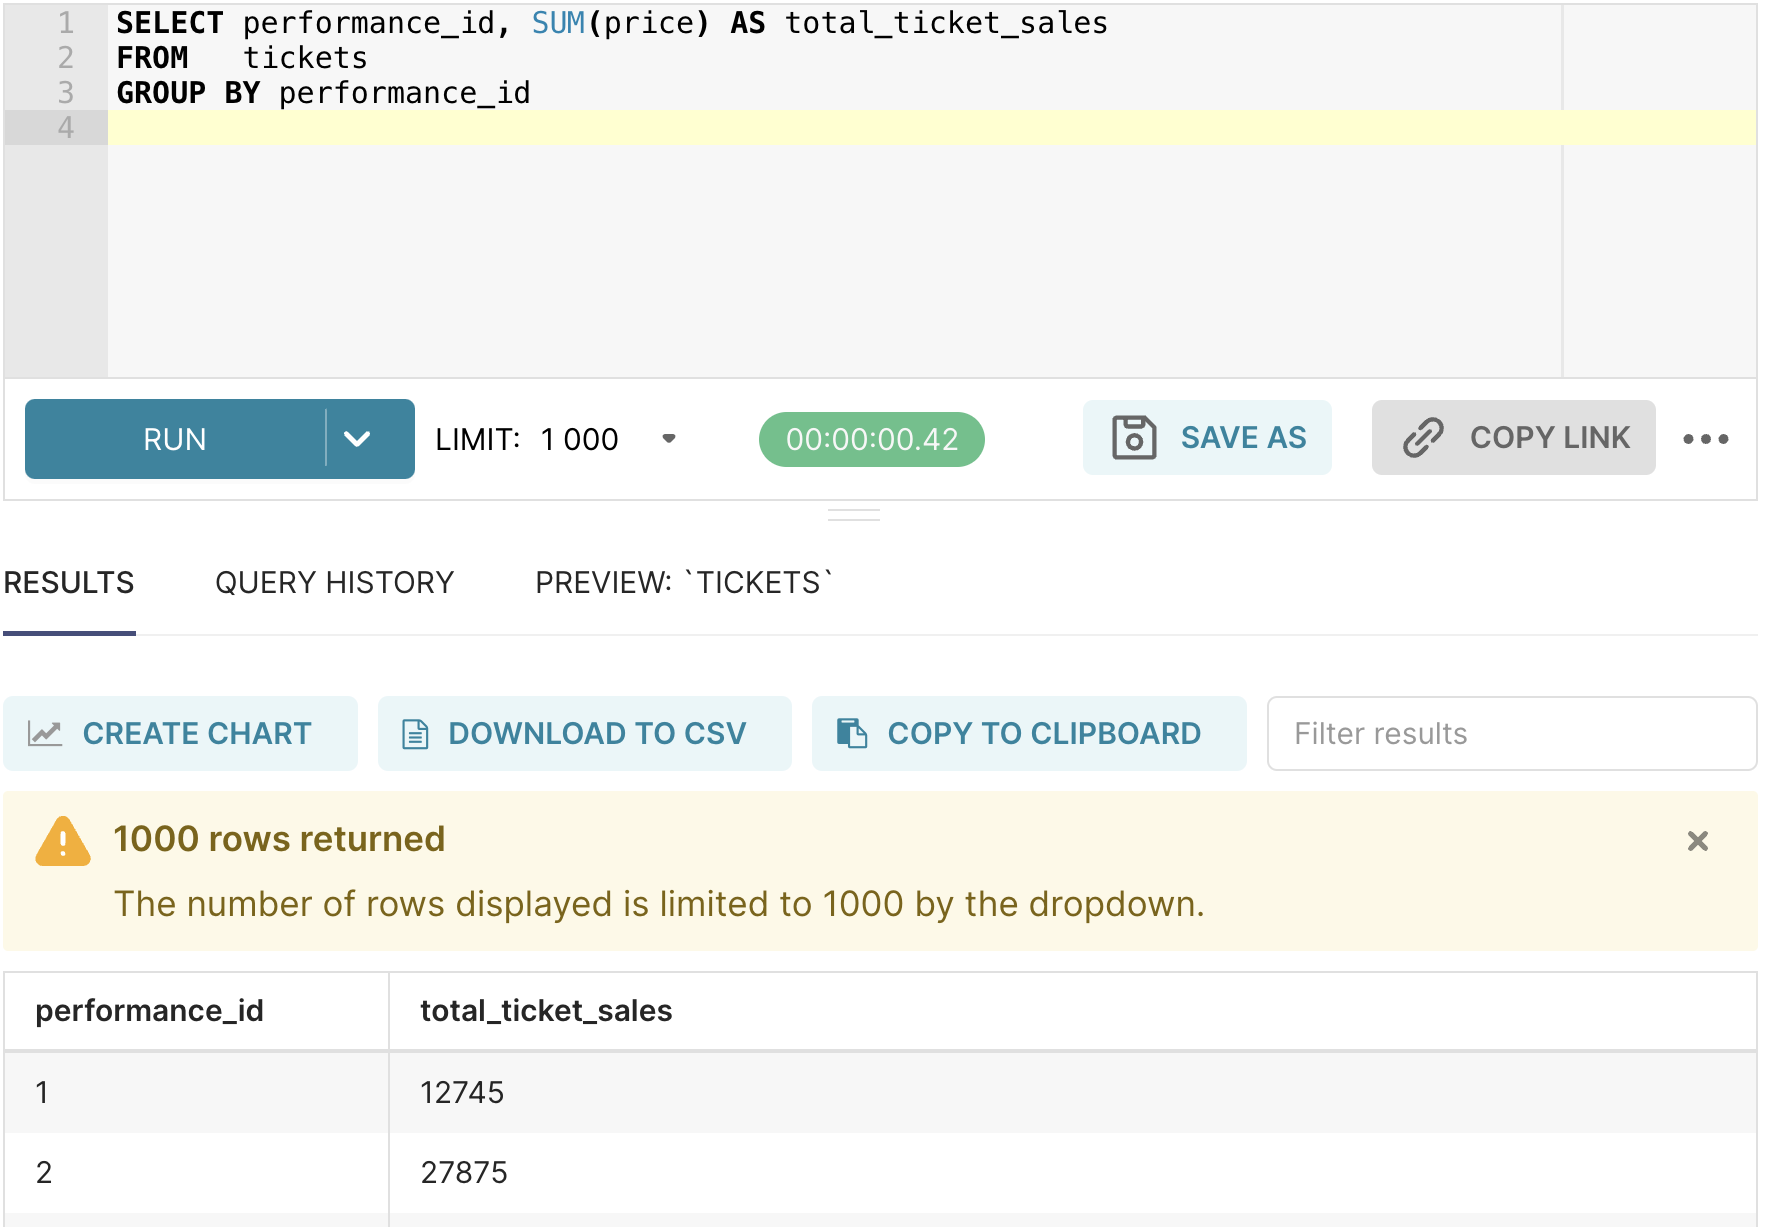 1 SELECT performance_id, SUM(price) AS total_ticket_sales
2 FROM   tickets
3 GROUP BY performance_id
4
RUN LIMIT: 1 000 00:00:00.42 SAVE AS COPY LINK
RESULTS QUERY HISTORY PREVIEW: `TICKETS`
CREATE CHART DOWNLOAD TO CSV COPY TO CLIPBOARD Filter results
1000 rows returned
The number of rows displayed is limited to 1000 by the dropdown.
performance_id total_ticket_sales
1 12745
2 27875